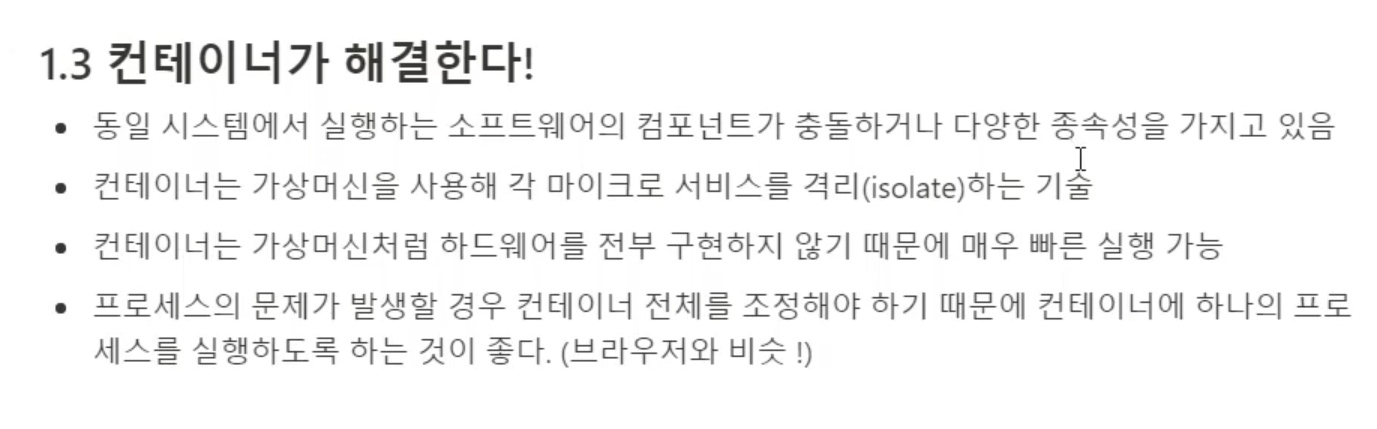 1.3 컨테이너가 해결한다!
• 동일 시스템에서 실행하는 소프트웨어의 컴포넌트가 충돌하거나 다양한 종속성을 가지고 있음
• 컨테이너는 가상머신을 사용해 각 마이크로 서비스를 격리(isolate)하는 기술
• 컨테이너는 가상머신처럼 하드웨어를 전부 구현하지 않기 때문에 매우 빠른 실행 가능
• 프로세스의 문제가 발생할 경우 컨테이너 전체를 조정해야 하기 때문에 컨테이너에 하나의 프로
세스를 실행하도록 하는 것이 좋다. (브라우저와 비슷 !)